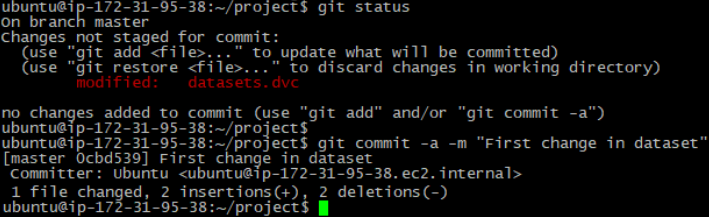 ubuntu@ip-172-31-95-38:~/project$ git status
On branch master
Changes not staged for commit:
  (use "git add <file>..." to update what will be committed)
  (use "git restore <file>..." to discard changes in working directory)
        modified:   datasets.dvc

no changes added to commit (use "git add" and/or "git commit -a")
ubuntu@ip-172-31-95-38:~/project$
ubuntu@ip-172-31-95-38:~/project$ git commit -a -m "First change in dataset"
[master 0cbd539] First change in dataset
 Committer: Ubuntu <ubuntu@ip-172-31-95-38.ec2.internal>
 1 file changed, 2 insertions(+), 2 deletions(-)
ubuntu@ip-172-31-95-38:~/project$